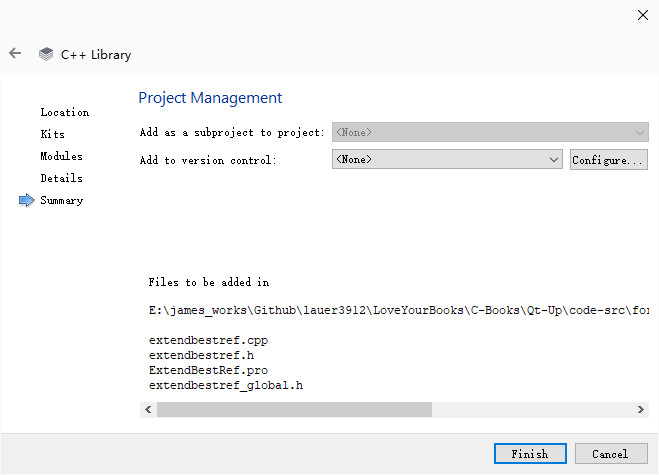 C++ Library
Location
Kits
Modules
Details
Summary
Project Management
Add as a subproject to project: <None>
Add to version control: <None> Configure...
Files to be added in
E:\james_works\Github\lauer3912\LoveYourBooks\C-Books\Qt-Up\code-src\for
extendbestref.cpp
extendbestref.h
ExtendBestRef.pro
extendbestref_global.h
Finish Cancel